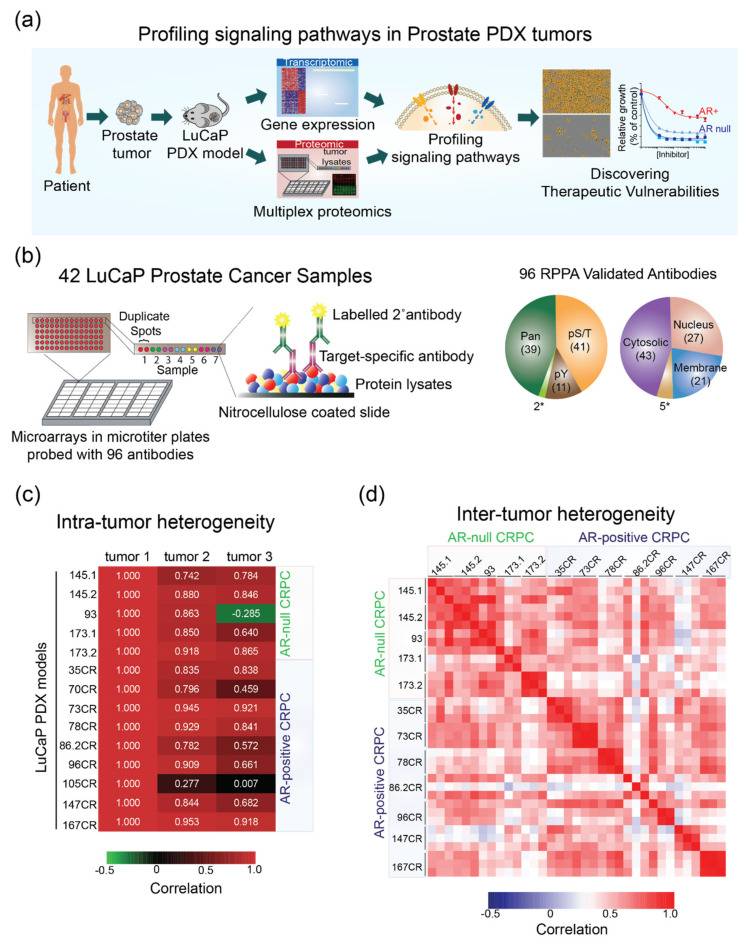 (a)
Profiling signaling pathways in Prostate PDX tumors
Patient
Prostate
tumor
LuCaP
PDX model
Transcriptomic
Gene expression
Proteomic
tumor
lysates
Multiplex proteomics
Profiling
signaling pathways
Relative growth
(% of control)
AR+
AR null
[Inhibitor]
Discovering
Therapeutic Vulnerabilities
(b)
42 LuCaP Prostate Cancer Samples
Duplicate
Spots
1 2 3 4 5 6 7
Sample
Microarrays in microtiter plates
probed with 96 antibodies
Labelled 2°antibody
Target-specific antibody
Protein lysates
Nitrocellulose coated slide
96 RPPA Validated Antibodies
Pan
(39)
pS/T
(41)
pY
(11)
2*
Cytosolic
(43)
Nucleus
(27)
Membrane
(21)
5*
(c)
Intra-tumor heterogeneity
tumor 1 tumor 2 tumor 3
145.1 1.000 0.742 0.784
145.2 1.000 0.880 0.846
93 1.000 0.863 -0.285
173.1 1.000 0.850 0.640
173.2 1.000 0.918 0.865
35CR 1.000 0.835 0.838
70CR 1.000 0.796 0.459
73CR 1.000 0.945 0.921
78CR 1.000 0.929 0.841
86.2CR 1.000 0.782 0.572
96CR 1.000 0.909 0.661
105CR 1.000 0.277 0.007
147CR 1.000 0.844 0.682
167CR 1.000 0.953 0.918
LuCaP PDX models
AR-null CRPC
AR-positive CRPC
-0.5 0 0.5 1.0
Correlation
(d)
Inter-tumor heterogeneity
AR-null CRPC AR-positive CRPC
145.1 145.2 93 173.1 173.2 35CR 73CR 78CR 86.2CR 96CR 147CR 167CR
AR-null CRPC
AR-positive CRPC
145.1
145.2
93
173.1
173.2
35CR
73CR
78CR
86.2CR
96CR
147CR
167CR
-0.5 0 0.5 1.0
Correlation